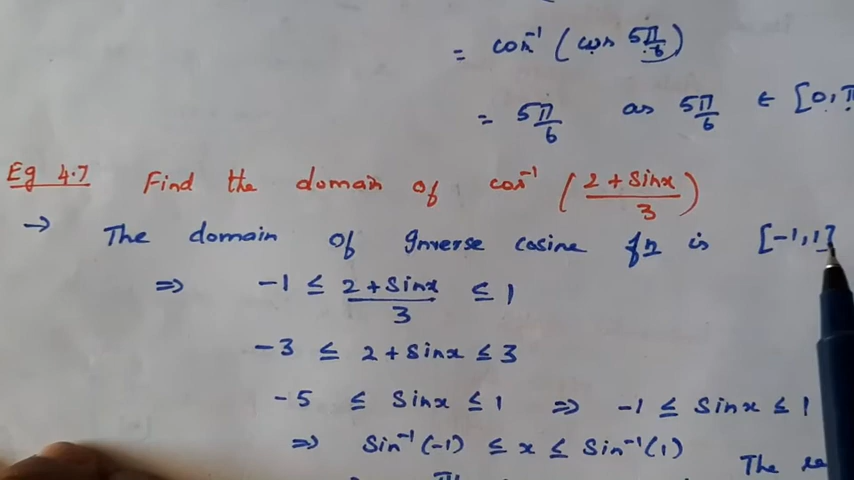 = cos⁻¹ (cos 5π/6)
= 5π/6 as 5π/6 ∈ [0, π
Eg 4.7 Find the domain of cos⁻¹ (2 + sinx / 3)
→ The domain of Inverse cosine fn is [-1, 1]
⇒ -1 ≤ 2 + sinx / 3 ≤ 1
-3 ≤ 2 + sinx ≤ 3
-5 ≤ sinx ≤ 1 ⇒ -1 ≤ sinx ≤ 1
⇒ sin⁻¹(-1) ≤ x ≤ sin⁻¹(1)
The